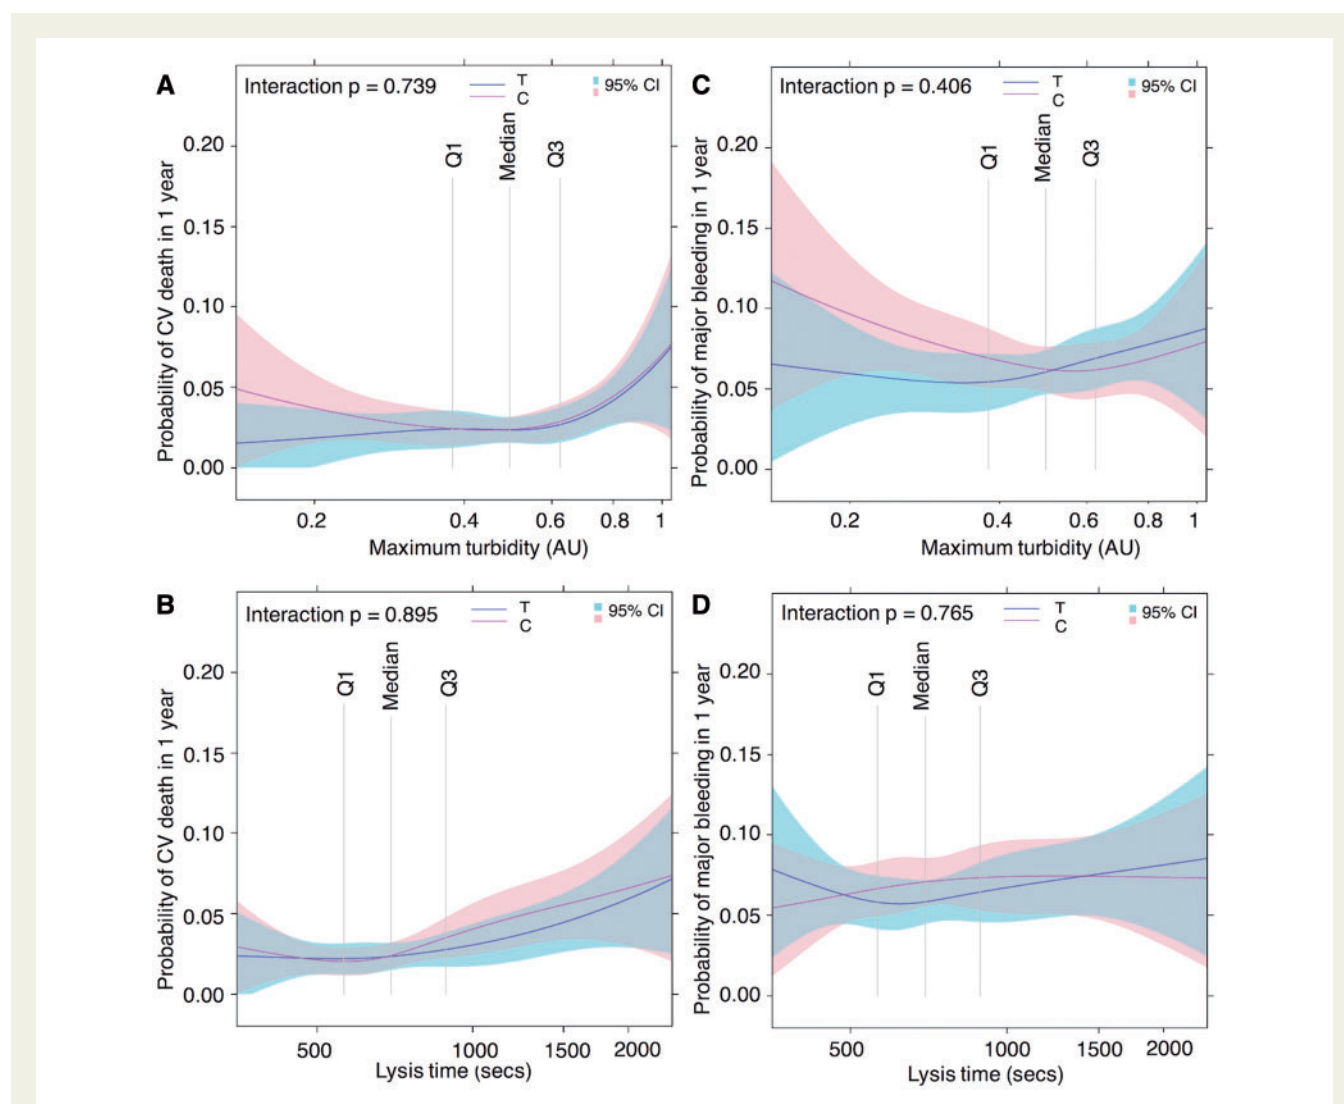 A
Interaction p = 0.739
T
C
95% CI
Q1
Median
Q3
Probability of CV death in 1 year
0.20
0.15
0.10
0.05
0.00
0.2 0.4 0.6 0.8 1
Maximum turbidity (AU)
C
Interaction p = 0.406
T
C
95% CI
Q1
Median
Q3
Probability of major bleeding in 1 year
0.20
0.15
0.10
0.05
0.00
0.2 0.4 0.6 0.8 1
Maximum turbidity (AU)
B
Interaction p = 0.895
T
C
95% CI
Q1
Median
Q3
Probability of CV death in 1 year
0.20
0.15
0.10
0.05
0.00
500 1000 1500 2000
Lysis time (secs)
D
Interaction p = 0.765
T
C
95% CI
Q1
Median
Q3
Probability of major bleeding in 1 year
0.20
0.15
0.10
0.05
0.00
500 1000 1500 2000
Lysis time (secs)